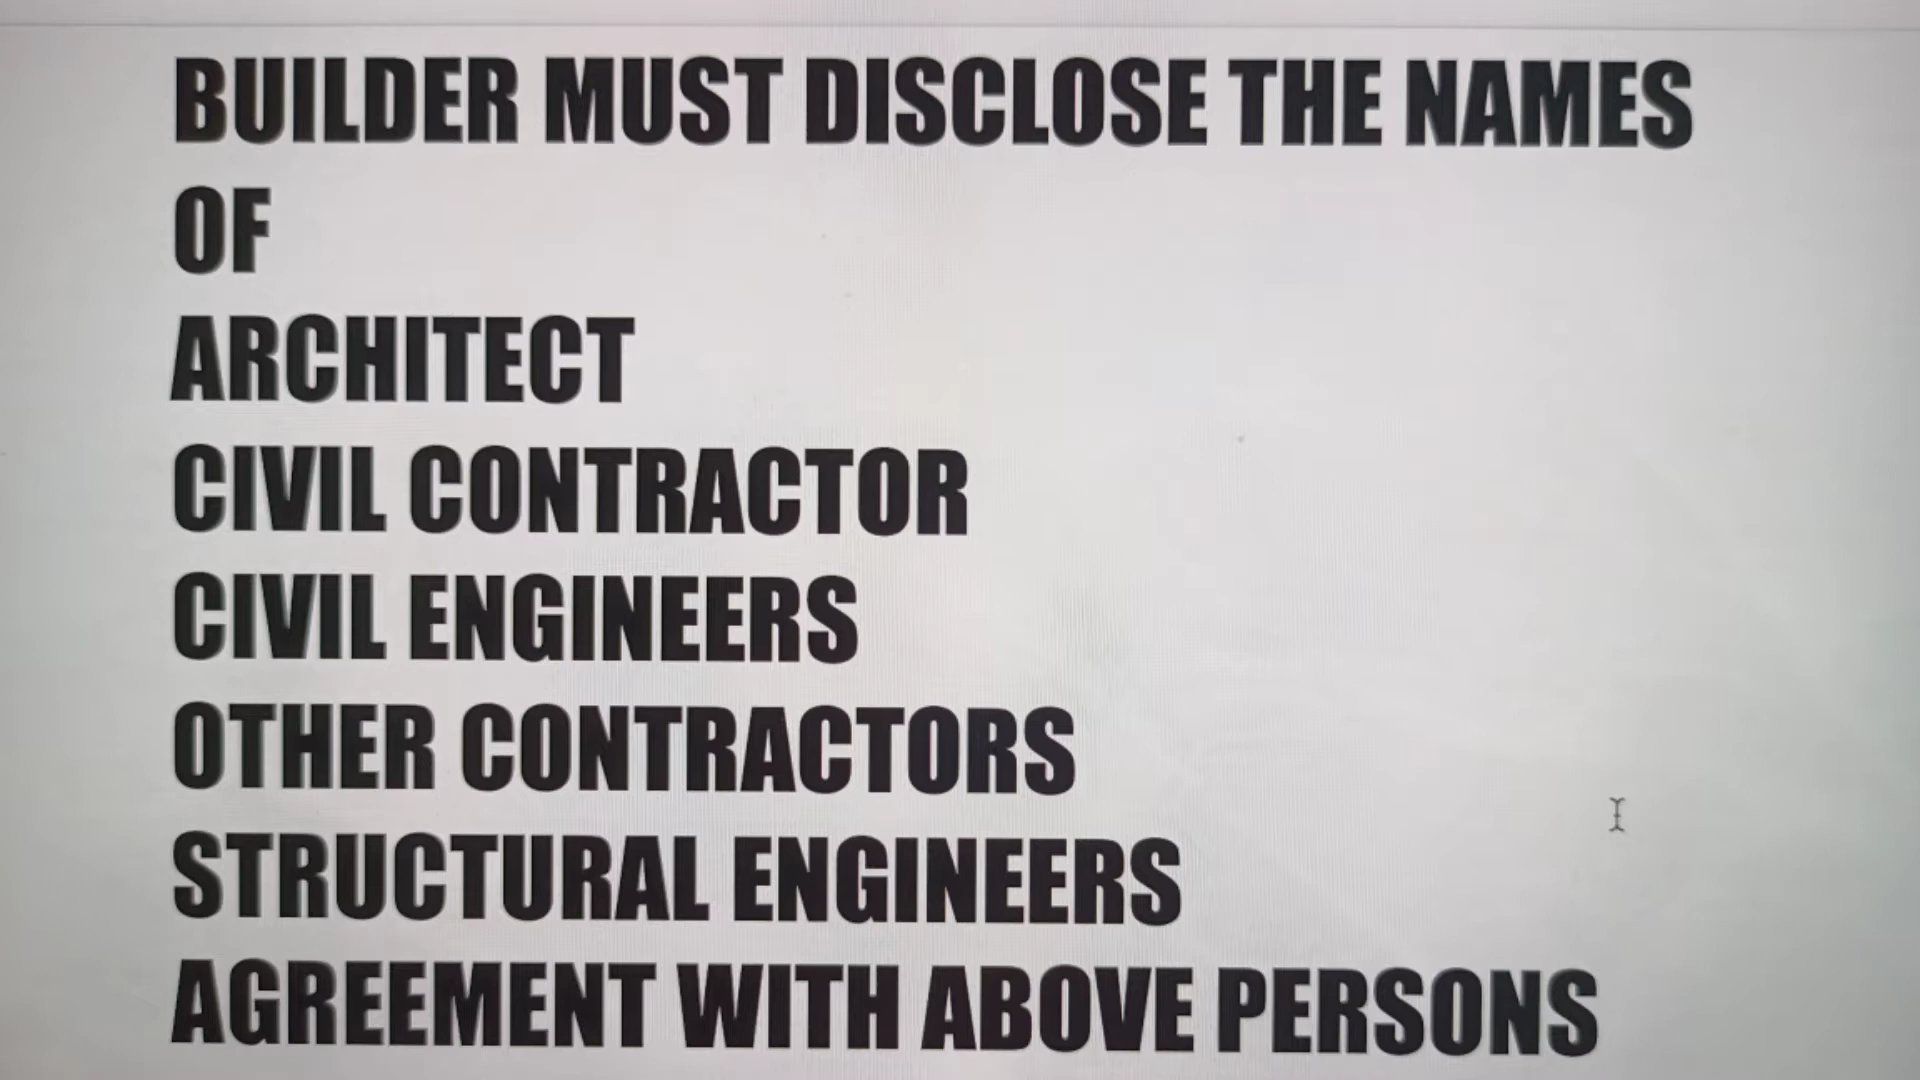 BUILDER MUST DISCLOSE THE NAMES
OF
ARCHITECT
CIVIL CONTRACTOR
CIVIL ENGINEERS
OTHER CONTRACTORS
STRUCTURAL ENGINEERS
AGREEMENT WITH ABOVE PERSONS